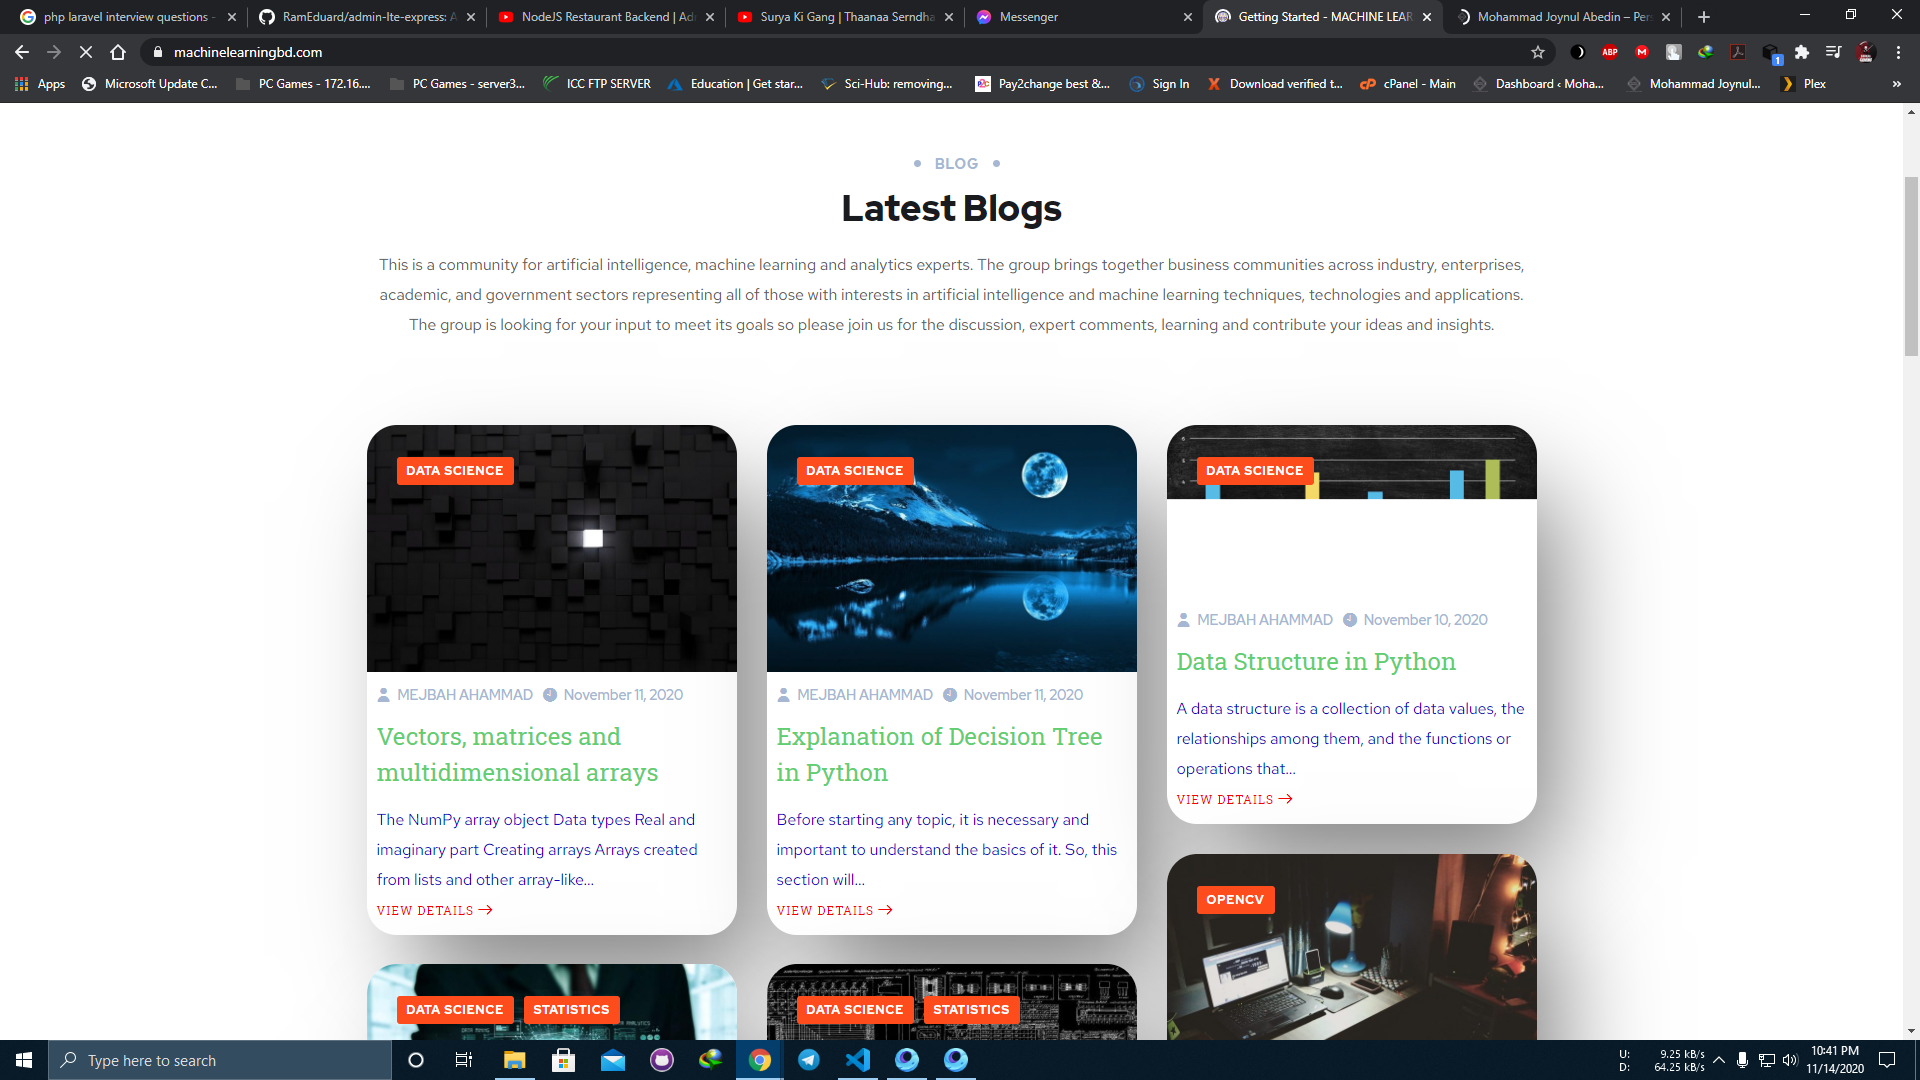 php laravel interview questions -
RamEduard/admin-lte-express: A
NodeJS Restaurant Backend | Ad
Surya Ki Gang | Thaanaa Serndha
Messenger
Getting Started - MACHINE LEAR
Mohammad Joynul Abedin – Pers
machinelearningbd.com
Apps
Microsoft Update C...
PC Games - 172.16....
PC Games - server3...
ICC FTP SERVER
Education | Get star...
Sci-Hub: removing...
Pay2change best &...
Sign In
Download verified t...
cPanel - Main
Dashboard ‹ Moha...
Mohammad Joynul...
Plex
»
BLOG
Latest Blogs
This is a community for artificial intelligence, machine learning and analytics experts. The group brings together business communities across industry, enterprises,
academic, and government sectors representing all of those with interests in artificial intelligence and machine learning techniques, technologies and applications.
The group is looking for your input to meet its goals so please join us for the discussion, expert comments, learning and contribute your ideas and insights.
DATA SCIENCE
MEJBAH AHAMMAD November 11, 2020
Vectors, matrices and
multidimensional arrays
The NumPy array object Data types Real and
imaginary part Creating arrays Arrays created
from lists and other array-like...
VIEW DETAILS
DATA SCIENCE
MEJBAH AHAMMAD November 11, 2020
Explanation of Decision Tree
in Python
Before starting any topic, it is necessary and
important to understand the basics of it. So, this
section will...
VIEW DETAILS
DATA SCIENCE
MEJBAH AHAMMAD November 10, 2020
Data Structure in Python
A data structure is a collection of data values, the
relationships among them, and the functions or
operations that...
VIEW DETAILS
DATA SCIENCE STATISTICS
DATA SCIENCE STATISTICS
OPENCV
Type here to search
U: 9.25 kB/s
D: 64.25 kB/s
10:41 PM
11/14/2020